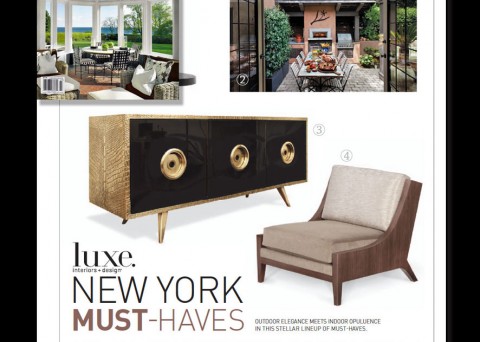 ②
③
④
luxe.
interiors+design
NEW YORK
MUST-HAVES
OUTDOOR ELEGANCE MEETS INDOOR OPULUENCE
IN THIS STELLAR LINEUP OF MUST-HAVES.